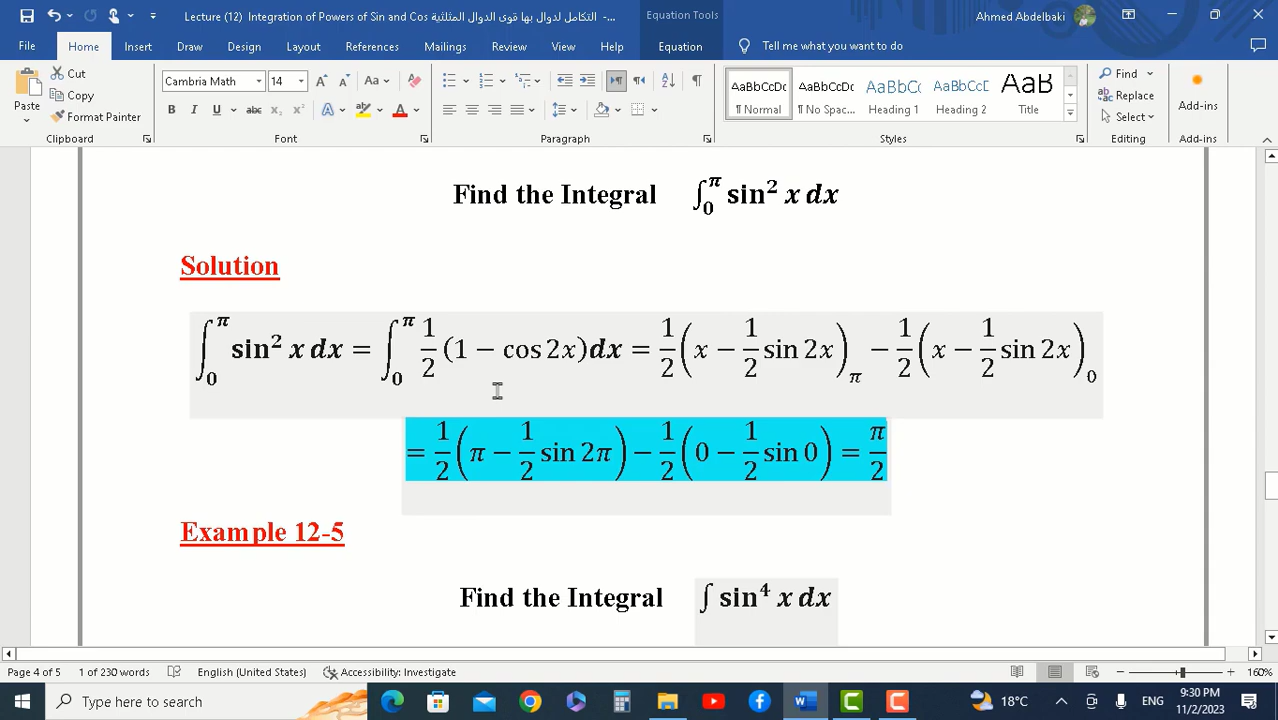 Lecture (12) Integration of Powers of Sin and Cos التكامل لدوال بها قوى الدوال المثلثية -...
Equation Tools
Ahmed Abdelbaki
File Home Insert Draw Design Layout References Mailings Review View Help Equation Tell me what you want to do
Paste
Cut
Copy
Format Painter
Cambria Math 14 Aa
B I U abc A A
AaBbCcDc AaBbCcDc AaBbCc AaBbCcD AaB
¶ Normal ¶ No Spac... Heading 1 Heading 2 Title
Find
Replace
Select
Add-ins
Clipboard Font Paragraph Styles Editing Add-ins
Find the Integral ∫₀^π sin² x dx
Solution
∫₀^π sin² x dx = ∫₀^π 1/2 (1 − cos 2x)dx = 1/2 (x − 1/2 sin 2x)_π − 1/2 (x − 1/2 sin 2x)_0
= 1/2 (π − 1/2 sin 2π) − 1/2 (0 − 1/2 sin 0) = π/2
Example 12-5
Find the Integral ∫ sin⁴ x dx
Page 4 of 5 1 of 230 words English (United States) Accessibility: Investigate 160%
Type here to search
18°C
ENG
9:30 PM
11/2/2023